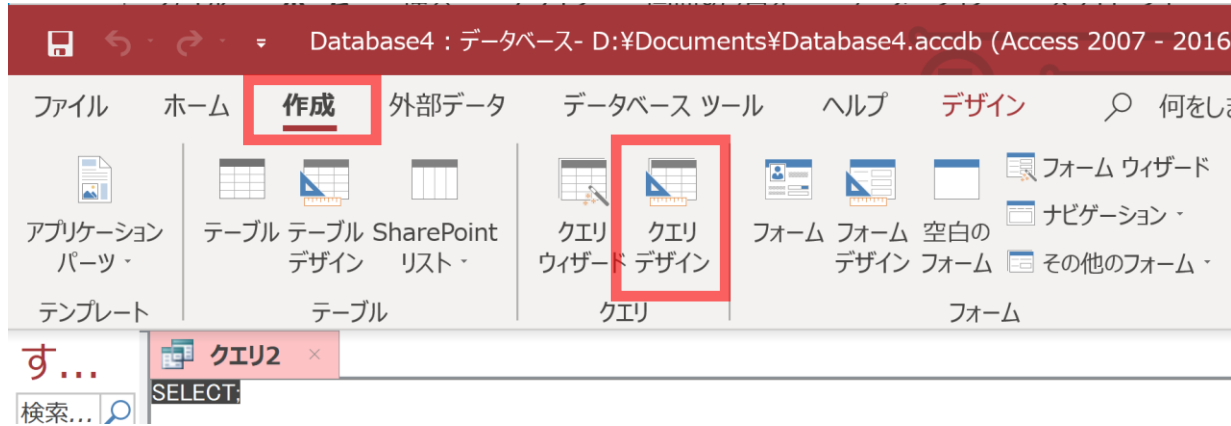 Database4 : データベース- D:¥Documents¥Database4.accdb (Access 2007 - 2016
ファイル ホーム 作成 外部データ データベース ツール ヘルプ デザイン 何をしま
アプリケーション
パーツ
テーブル
テーブル
デザイン
SharePoint
リスト
クエリ
ウィザード
クエリ
デザイン
フォーム
フォーム
デザイン
空白の
フォーム
フォーム ウィザード
ナビゲーション
その他のフォーム
テンプレート テーブル クエリ フォーム
す... クエリ2
SELECT;
検索...